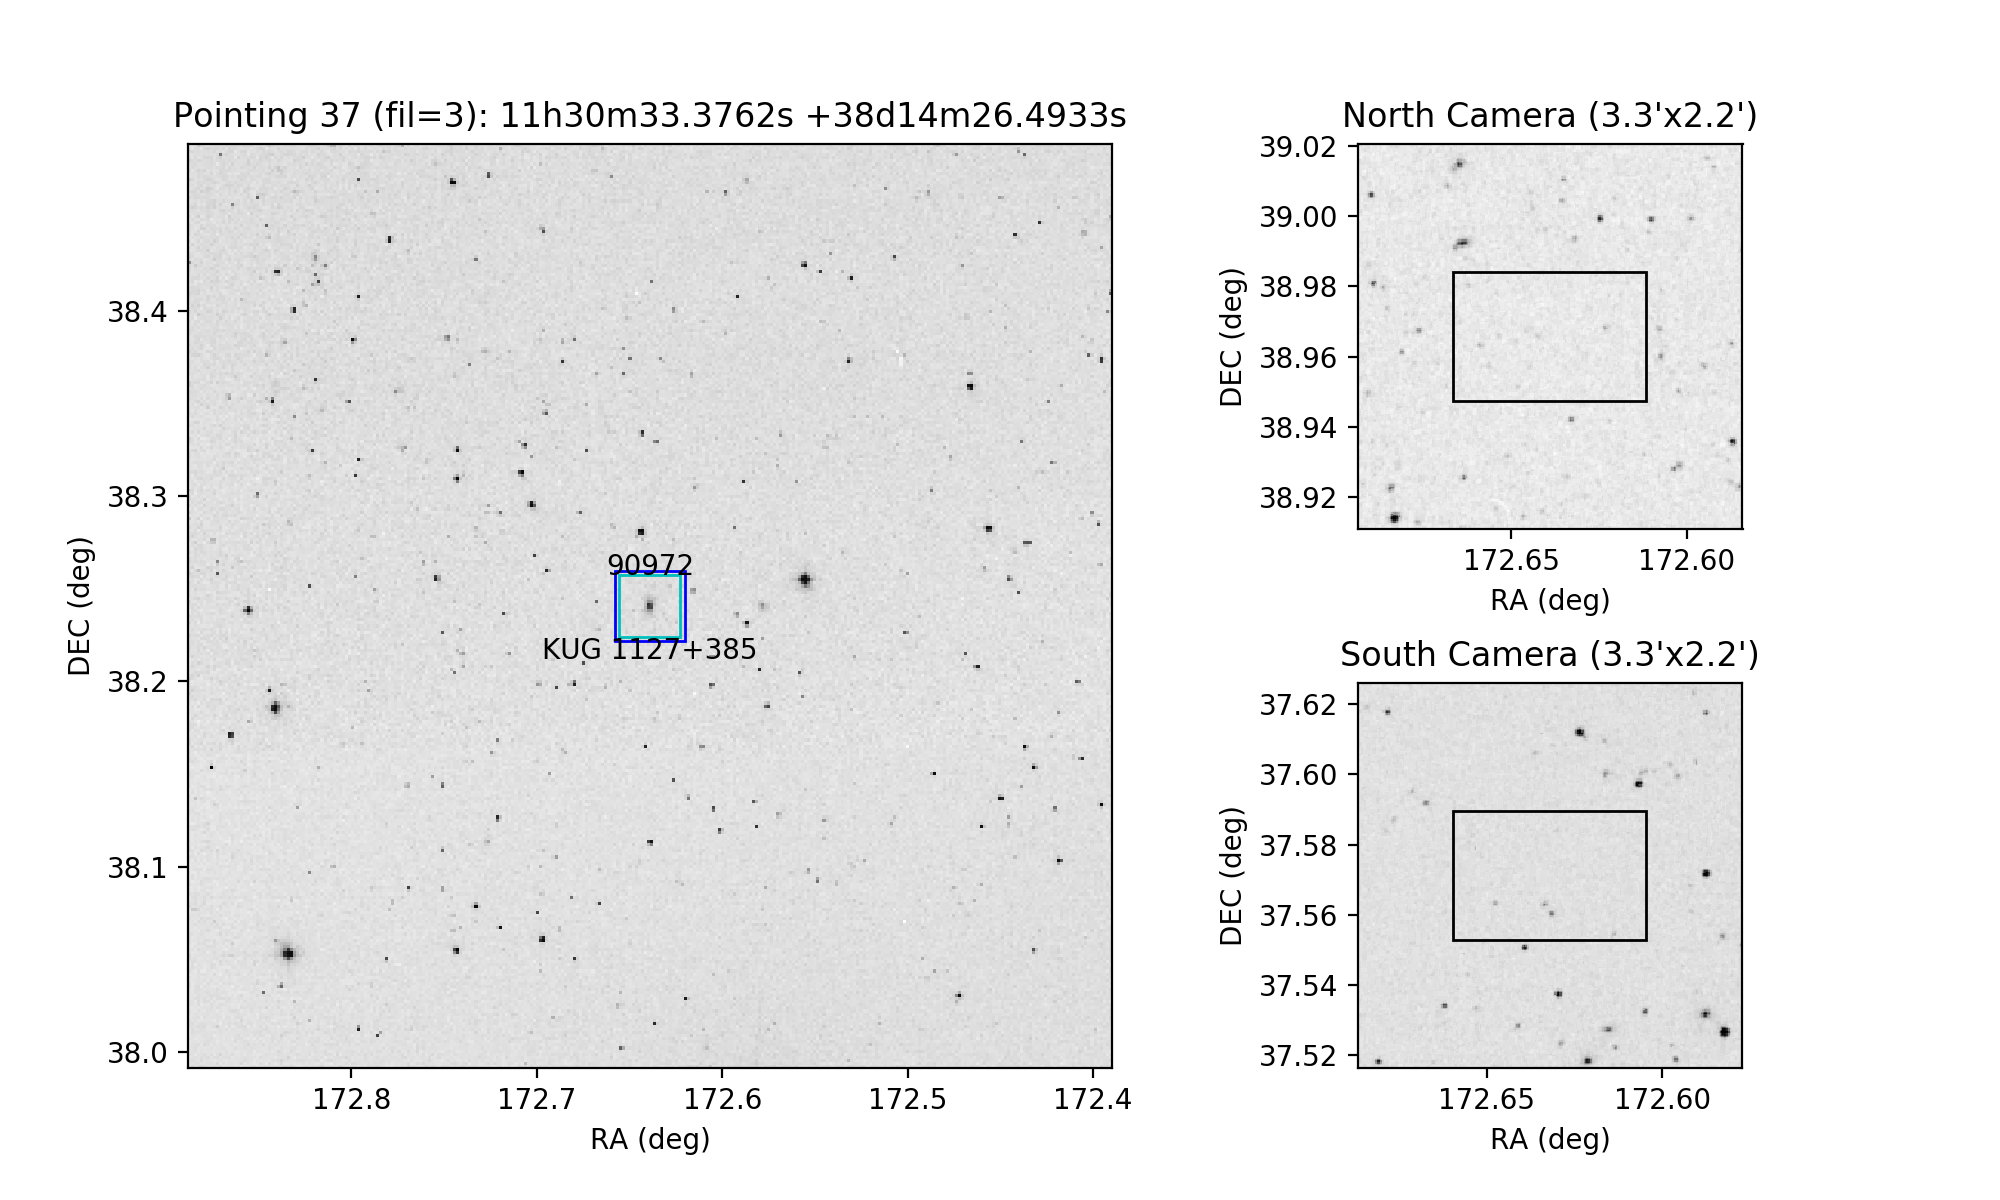 Pointing 37 (fil=3): 11h30m33.3762s +38d14m26.4933s
DEC (deg)
38.4
38.3
38.2
38.1
38.0
90972
KUG 1127+385
172.8 172.7 172.6 172.5 172.4
RA (deg)
North Camera (3.3'x2.2')
DEC (deg)
39.02
39.00
38.98
38.96
38.94
38.92
172.65 172.60
RA (deg)
South Camera (3.3'x2.2')
DEC (deg)
37.62
37.60
37.58
37.56
37.54
37.52
172.65 172.60
RA (deg)